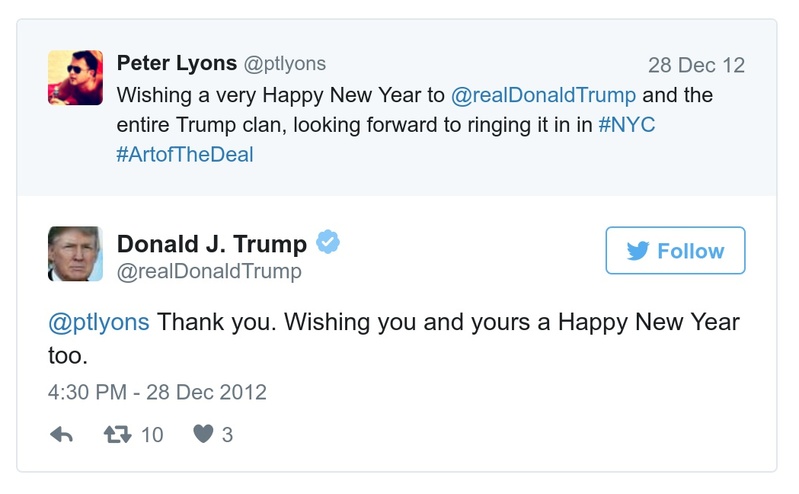 Peter Lyons @ptlyons 28 Dec 12
Wishing a very Happy New Year to @realDonaldTrump and the
entire Trump clan, looking forward to ringing it in in #NYC
#ArtofTheDeal
Donald J. Trump
@realDonaldTrump
Follow
@ptlyons Thank you. Wishing you and yours a Happy New Year
too.
4:30 PM - 28 Dec 2012
10 3